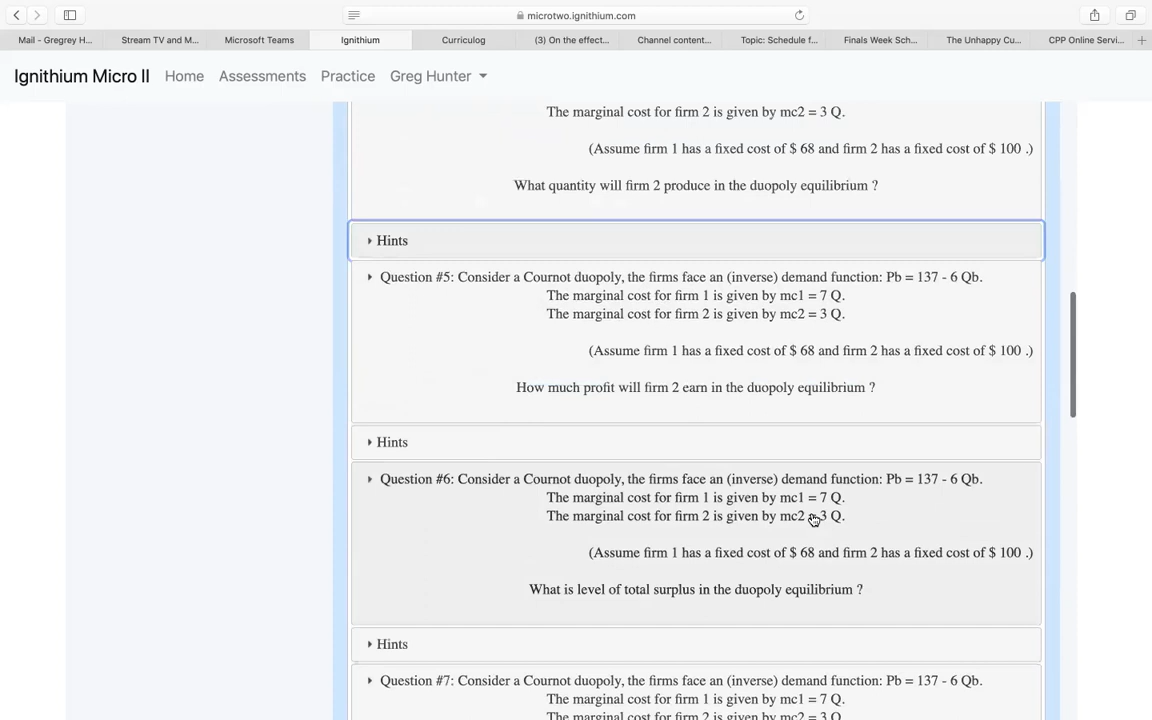 microtwo.ignithium.com
Mail - Gregrey H...
Stream TV and M...
Microsoft Teams
Ignithium
Curriculog
(3) On the effect...
Channel content...
Topic: Schedule f...
Finals Week Sch...
The Unhappy Cu...
CPP Online Servi...
Ignithium Micro II Home Assessments Practice Greg Hunter
The marginal cost for firm 2 is given by mc2 = 3 Q.
(Assume firm 1 has a fixed cost of $ 68 and firm 2 has a fixed cost of $ 100 .)
What quantity will firm 2 produce in the duopoly equilibrium ?
Hints
Question #5: Consider a Cournot duopoly, the firms face an (inverse) demand function: Pb = 137 - 6 Qb.
The marginal cost for firm 1 is given by mc1 = 7 Q.
The marginal cost for firm 2 is given by mc2 = 3 Q.
(Assume firm 1 has a fixed cost of $ 68 and firm 2 has a fixed cost of $ 100 .)
How much profit will firm 2 earn in the duopoly equilibrium ?
Hints
Question #6: Consider a Cournot duopoly, the firms face an (inverse) demand function: Pb = 137 - 6 Qb.
The marginal cost for firm 1 is given by mc1 = 7 Q.
The marginal cost for firm 2 is given by mc2 = 3 Q.
(Assume firm 1 has a fixed cost of $ 68 and firm 2 has a fixed cost of $ 100 .)
What is level of total surplus in the duopoly equilibrium ?
Hints
Question #7: Consider a Cournot duopoly, the firms face an (inverse) demand function: Pb = 137 - 6 Qb.
The marginal cost for firm 1 is given by mc1 = 7 Q.
The marginal cost for firm 2 is given by mc2 = 3 Q.